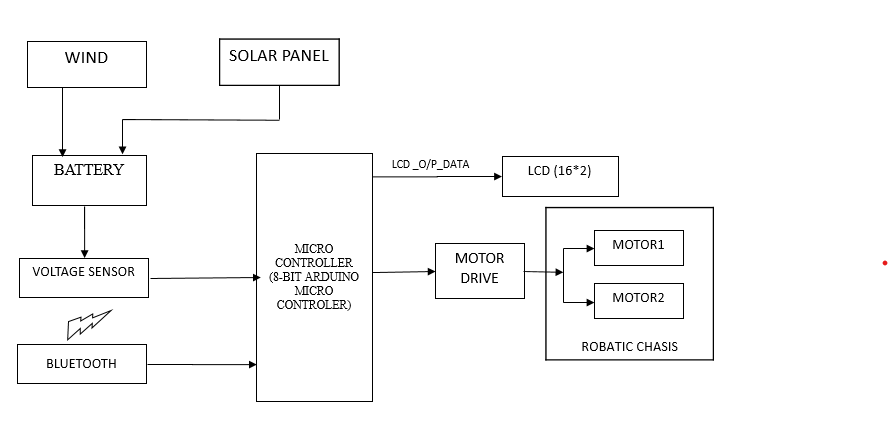 WIND
SOLAR PANEL
BATTERY
LCD _O/P_DATA
LCD (16*2)
VOLTAGE SENSOR
MICRO
CONTROLLER
(8-BIT ARDUINO
MICRO
CONTROLER)
MOTOR
DRIVE
MOTOR1
MOTOR2
ROBATIC CHASIS
BLUETOOTH